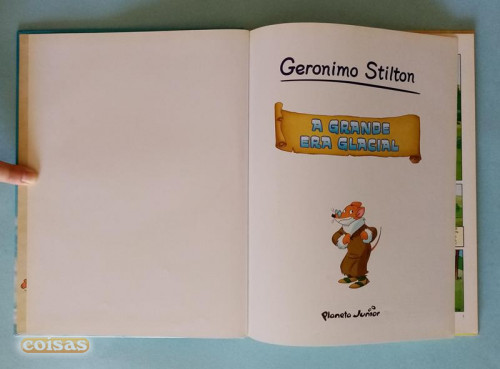 Geronimo Stilton
A GRANDE
ERA GLACIAL
Planeta Junior
coisas